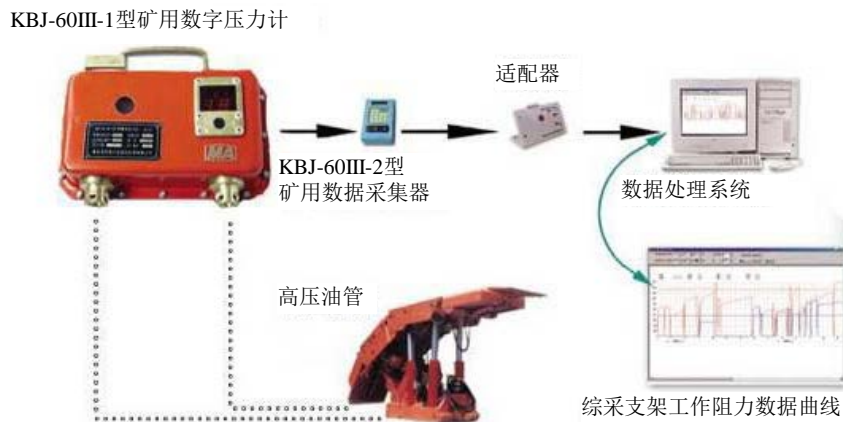 KBJ-60III-1型矿用数字压力计
适配器
KBJ-60III-2型
矿用数据采集器
数据处理系统
高压油管
综采支架工作阻力数据曲线
MA